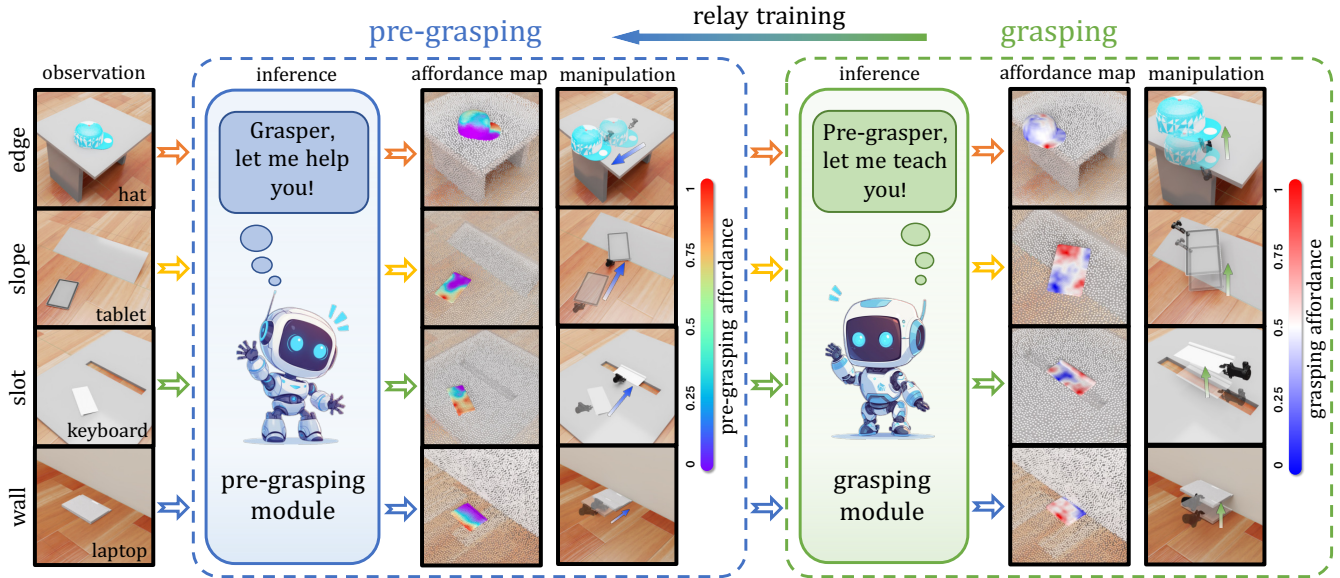 relay training
pre-grasping
grasping
observation
inference
affordance map
manipulation
inference
affordance map
manipulation
edge
hat
slope
tablet
slot
keyboard
wall
laptop
Grasper,
let me help
you!
pre-grasping
module
1
0.75
0.5
0.25
0
pre-grasping affordance
Pre-grasper,
let me teach
you!
grasping
module
1
0.75
0.5
0.25
0
grasping affordance